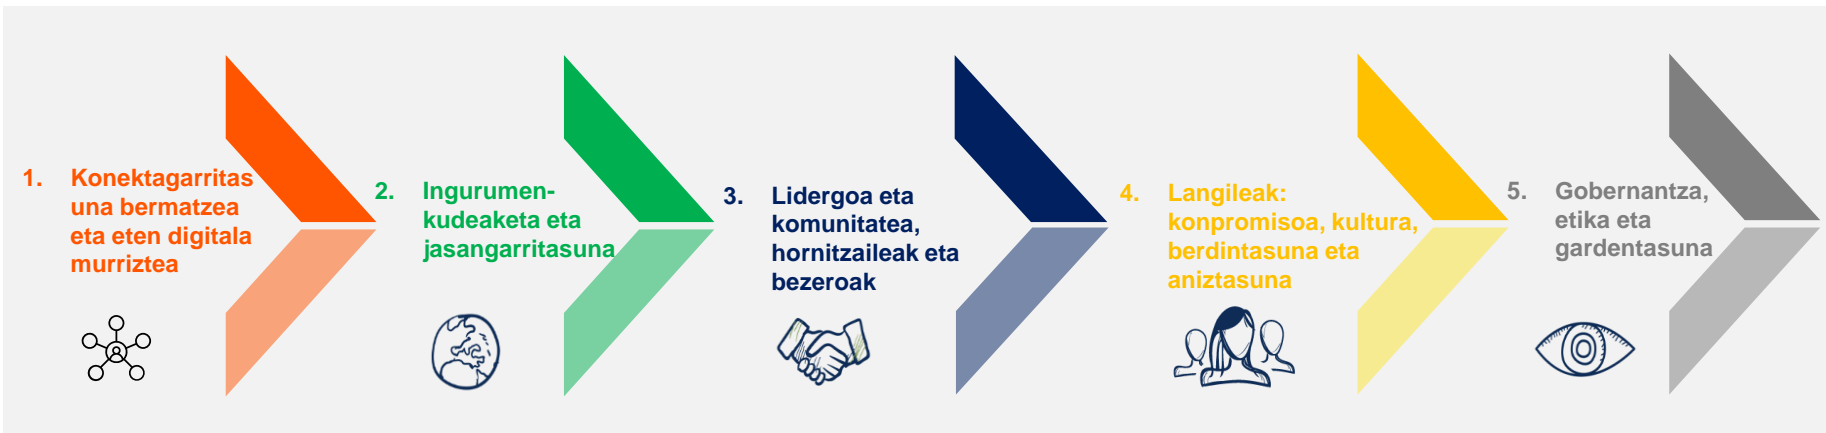 1. Konektagarritas
una bermatzea
eta eten digitala
murriztea
2. Ingurumen-
kudeaketa eta
jasangarritasuna
3. Lidergoa eta
komunitatea,
hornitzaileak eta
bezeroak
4. Langileak:
konpromisoa, kultura,
berdintasuna eta
aniztasuna
5. Gobernantza,
etika eta
gardentasuna